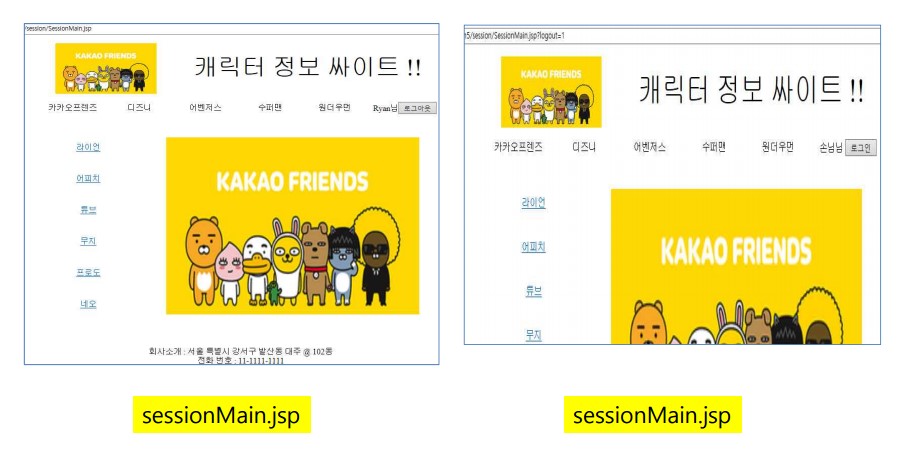 /session/SessionMain.jsp
KAKAO FRIENDS
캐릭터 정보 싸이트 !!
카카오프렌즈 디즈니 어벤저스 수퍼맨 원더우먼 Ryan님 로그아웃
라이언
어피치
튜브
무지
프로도
네오
KAKAO FRIENDS
회사소개 : 서울 특별시 강서구 발산동 대주 @ 102동
전화 번호 : 11-1111-1111
sessionMain.jsp
t5/session/SessionMain.jsp?logout=1
KAKAO FRIENDS
캐릭터 정보 싸이트 !!
카카오프렌즈 디즈니 어벤져스 수퍼맨 원더우먼 손님님 로그인
라이언
어피치
튜브
무지
KAKAO FRIENDS
sessionMain.jsp